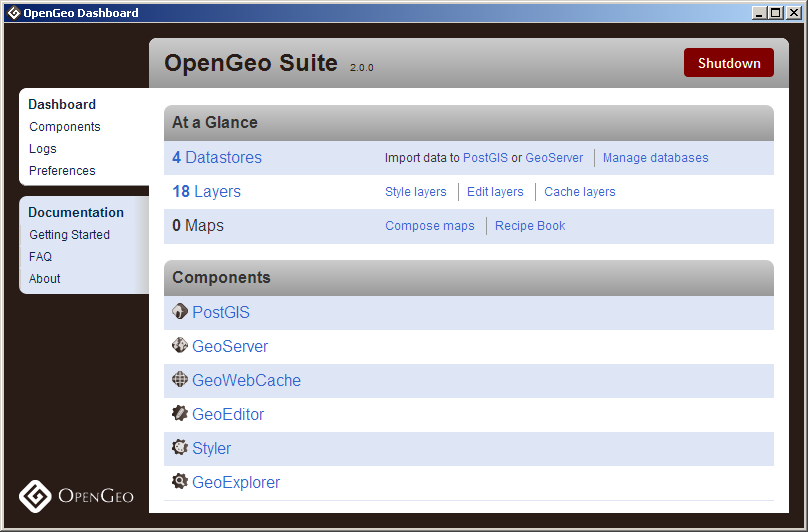 OpenGeo Dashboard
OpenGeo Suite 2.0.0
Shutdown
Dashboard
Components
Logs
Preferences
Documentation
Getting Started
FAQ
About
At a Glance
4 Datastores Import data to PostGIS or GeoServer Manage databases
18 Layers Style layers Edit layers Cache layers
0 Maps Compose maps Recipe Book
Components
PostGIS
GeoServer
GeoWebCache
GeoEditor
Styler
GeoExplorer
OpenGeo